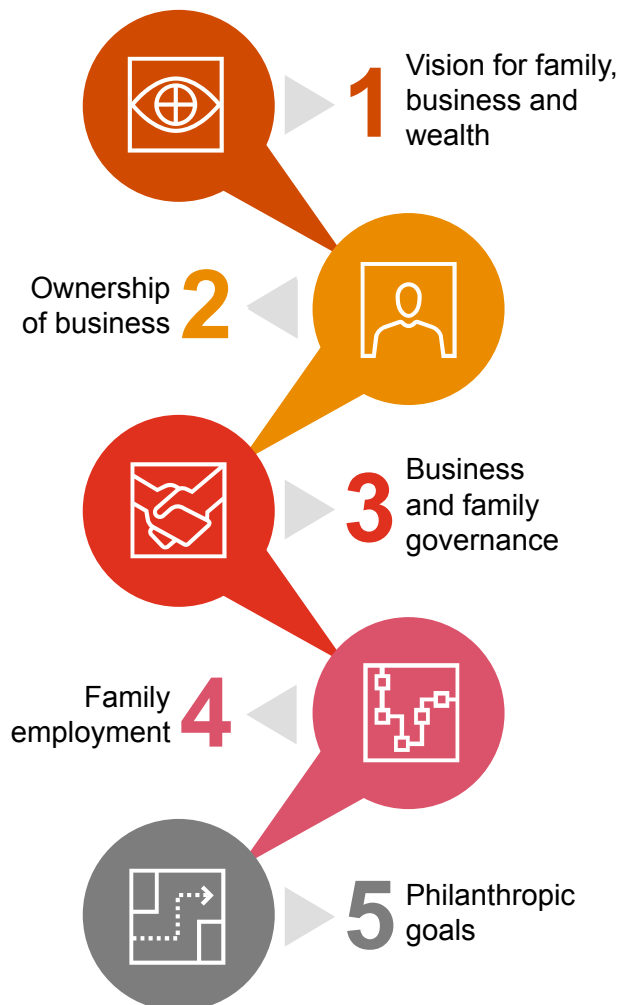 1
Vision for family,
business and
wealth
Ownership
of business
2
3
Business
and family
governance
Family
employment
4
5
Philanthropic
goals